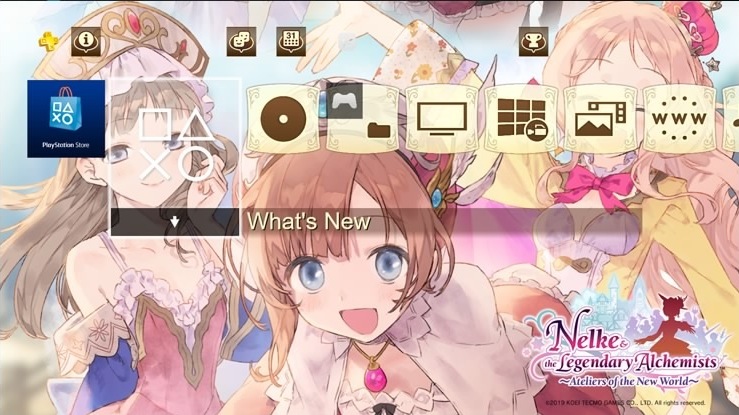 31
PlayStation Store
www
What's New
Nelke &
the Legendary Alchemists
~Ateliers of the New World~
©2019 KOEI TECMO GAMES CO., LTD. All rights reserved.